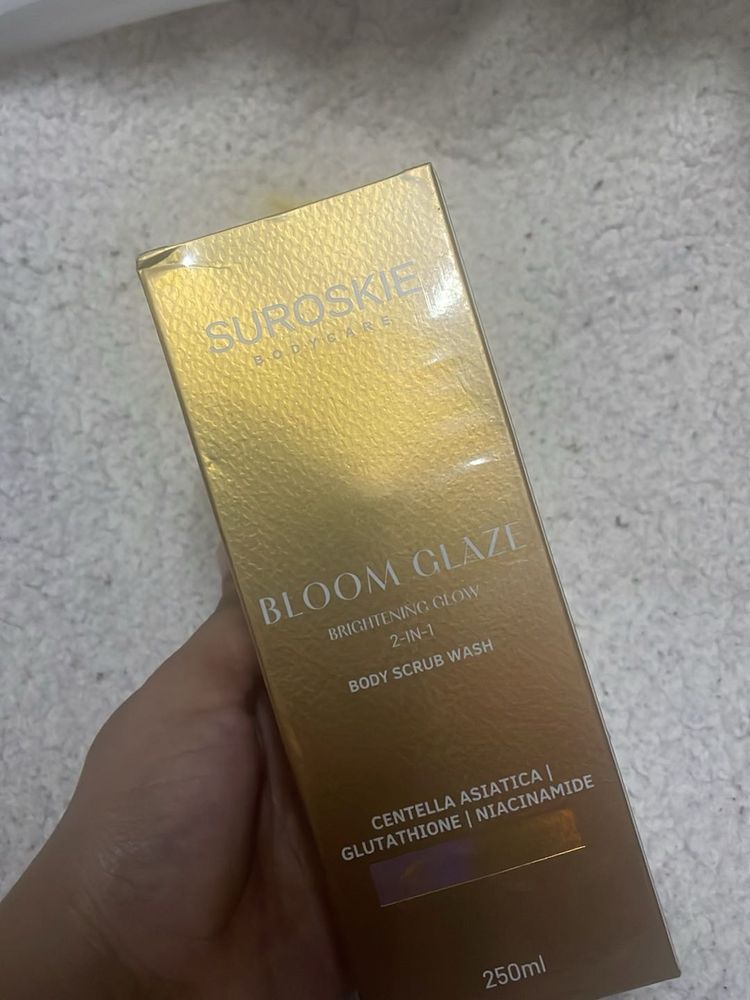 SUROSKIE
BODYCARE
BLOOM GLAZE
BRIGHTENING GLOW
2-IN-1
BODY SCRUB WASH
CENTELLA ASIATICA |
GLUTATHIONE | NIACINAMIDE
250ml